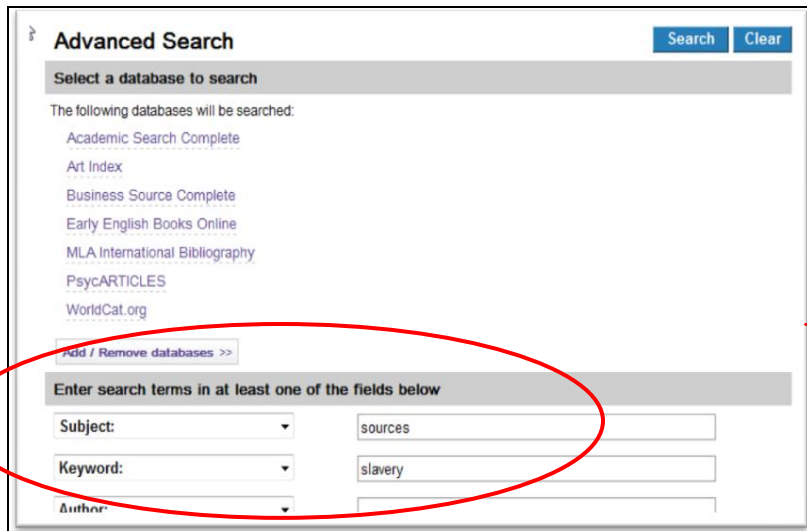 Advanced Search Search Clear
Select a database to search
The following databases will be searched:
Academic Search Complete
Art Index
Business Source Complete
Early English Books Online
MLA International Bibliography
PsycARTICLES
WorldCat.org
Add / Remove databases >>
Enter search terms in at least one of the fields below
Subject: sources
Keyword: slavery
Author: